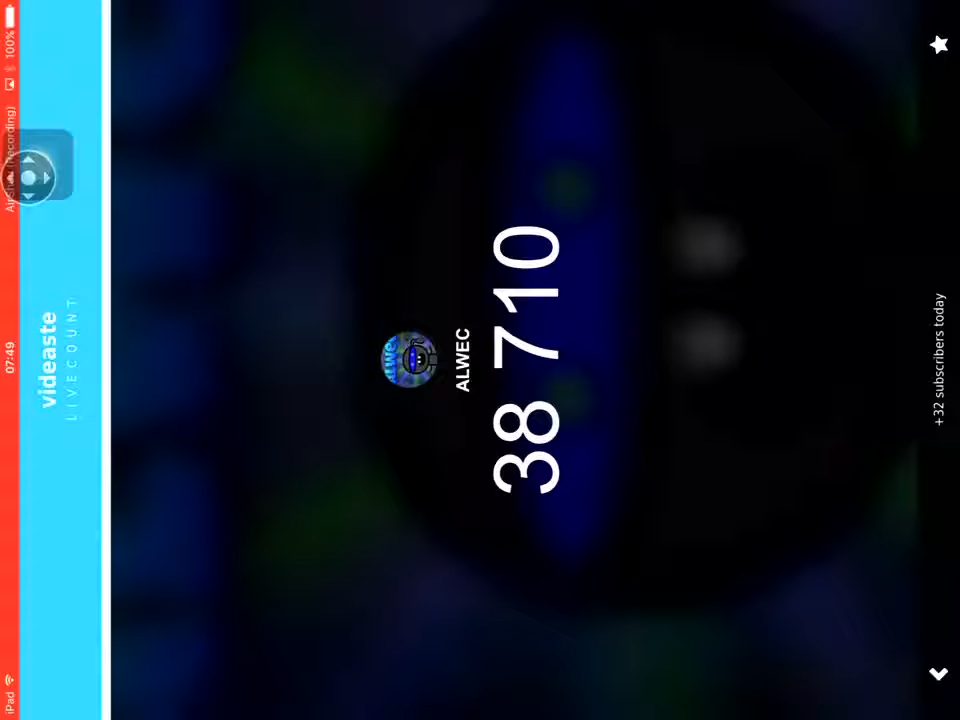 iPad 07:49 AirShou (Recording) 100%
videaste
LIVECOUNT
ALWEC
38 710
+32 subscribers today